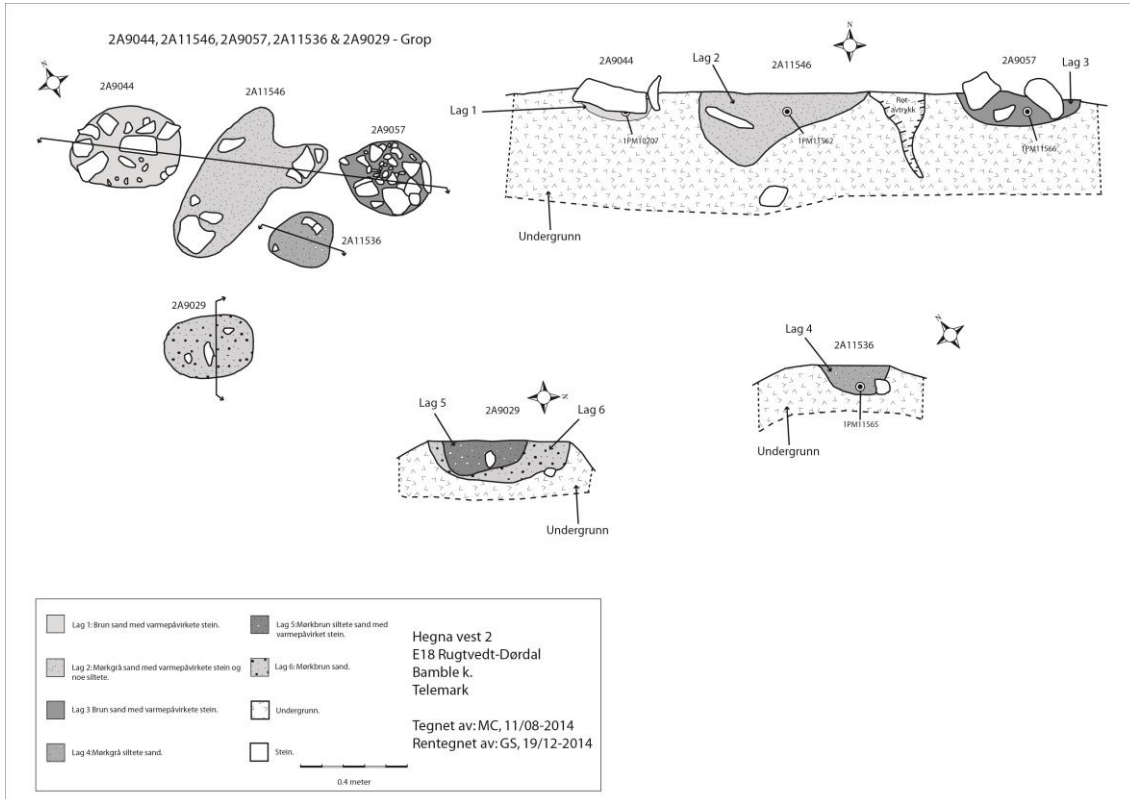 2A9044, 2A11546, 2A9057, 2A11536 & 2A9029 - Grop
N
2A9044
2A11546
2A9057
2A11536
2A9029
N
2A9044
Lag 2
2A11546
2A9057
Lag 3
Lag 1
Rot-
avtrykk
1PM10207
1PM11562
1PM11566
Undergrunn
N
Lag 4
2A11536
1PM11565
Undergrunn
N
Lag 5
2A9029
Lag 6
Undergrunn
Lag 1: Brun sand med varmepåvirkete stein.
Lag 2: Mørkgrå sand med varmepåvirkete stein og
noe siltete.
Lag 3 Brun sand med varmepåvirkete stein.
Lag 4:Mørkgrå siltete sand.
Lag 5:Mørkbrun siltete sand med
varmepåvirket stein.
Lag 6: Mørkbrun sand.
Undergrunn.
Stein.
0.4 meter
Hegna vest 2
E18 Rugtvedt-Dørdal
Bamble k.
Telemark
Tegnet av: MC, 11/08-2014
Rentegnet av: GS, 19/12-2014